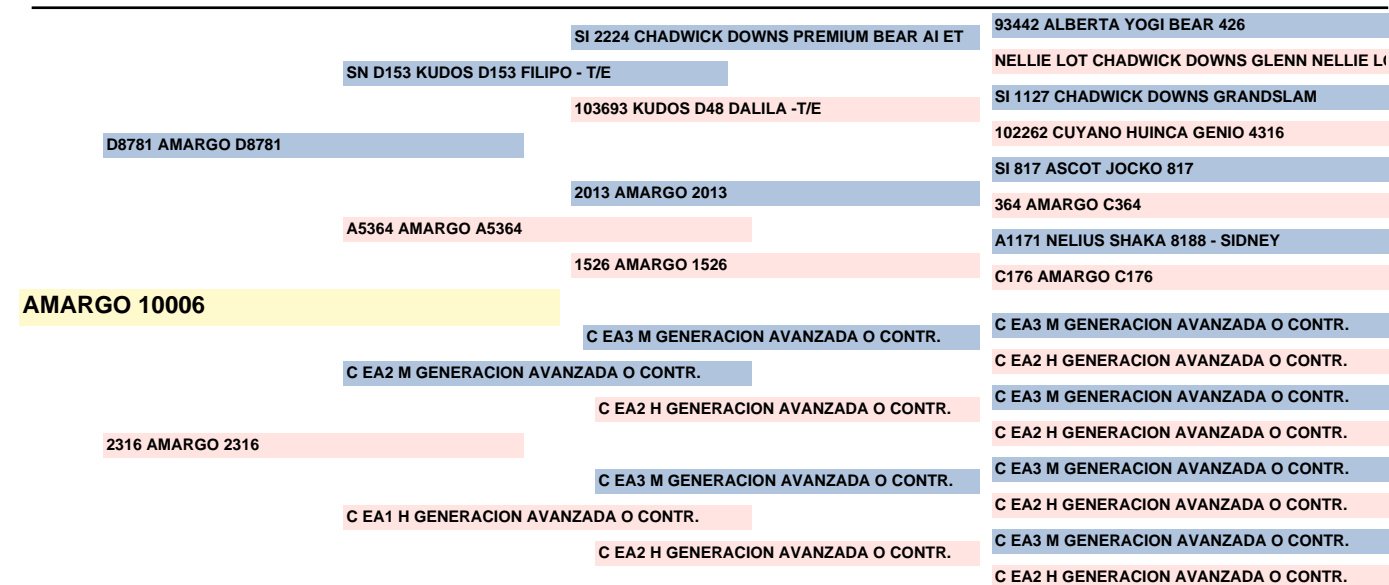 93442 ALBERTA YOGI BEAR 426
SI 2224 CHADWICK DOWNS PREMIUM BEAR AI ET
NELLIE LOT CHADWICK DOWNS GLENN NELLIE
SN D153 KUDOS D153 FILIPO - T/E
SI 1127 CHADWICK DOWNS GRANDSLAM
103693 KUDOS D48 DALILA -T/E
102262 CUYANO HUINCA GENIO 4316
D8781 AMARGO D8781
SI 817 ASCOT JOCKO 817
2013 AMARGO 2013
364 AMARGO C364
A5364 AMARGO A5364
A1171 NELIUS SHAKA 8188 - SIDNEY
1526 AMARGO 1526
C176 AMARGO C176
AMARGO 10006
C EA3 M GENERACION AVANZADA O CONTR.
C EA3 M GENERACION AVANZADA O CONTR.
C EA2 H GENERACION AVANZADA O CONTR.
C EA2 M GENERACION AVANZADA O CONTR.
C EA3 M GENERACION AVANZADA O CONTR.
C EA2 H GENERACION AVANZADA O CONTR.
C EA2 H GENERACION AVANZADA O CONTR.
2316 AMARGO 2316
C EA3 M GENERACION AVANZADA O CONTR.
C EA3 M GENERACION AVANZADA O CONTR.
C EA2 H GENERACION AVANZADA O CONTR.
C EA1 H GENERACION AVANZADA O CONTR.
C EA3 M GENERACION AVANZADA O CONTR.
C EA2 H GENERACION AVANZADA O CONTR.
C EA2 H GENERACION AVANZADA O CONTR.